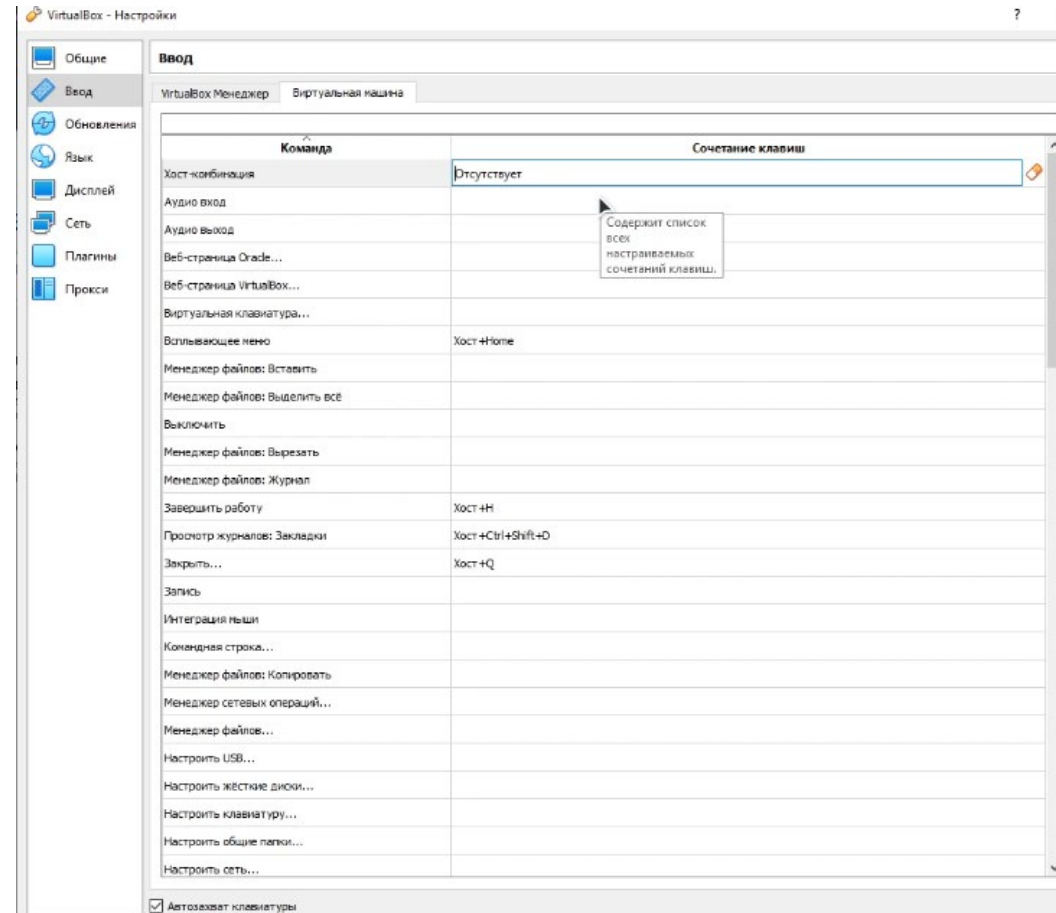 VirtualBox - Настройки
?
Общие
Ввод
Обновления
Язык
Дисплей
Сеть
Плагины
Прокси
Ввод
VirtualBox Менеджер Виртуальная машина
Команда Сочетание клавиш
Хост-комбинация Отсутствует
Аудио вход
Аудио выход
Веб-страница Oracle...
Веб-страница VirtualBox...
Виртуальная клавиатура...
Всплывающее меню Хост+Home
Менеджер файлов: Вставить
Менеджер файлов: Выделить всё
Выключить
Менеджер файлов: Вырезать
Менеджер файлов: Журнал
Завершить работу Хост+H
Просмотр журналов: Закладки Хост+Ctrl+Shift+D
Закрыть... Хост+Q
Запись
Интеграция мыши
Командная строка...
Менеджер файлов: Копировать
Менеджер сетевых операций...
Менеджер файлов...
Настроить USB...
Настроить жёсткие диски...
Настроить клавиатуру...
Настроить общие папки...
Настроить сеть...
Содержит список
всех
настраиваемых
сочетаний клавиш.
Автозахват клавиатуры